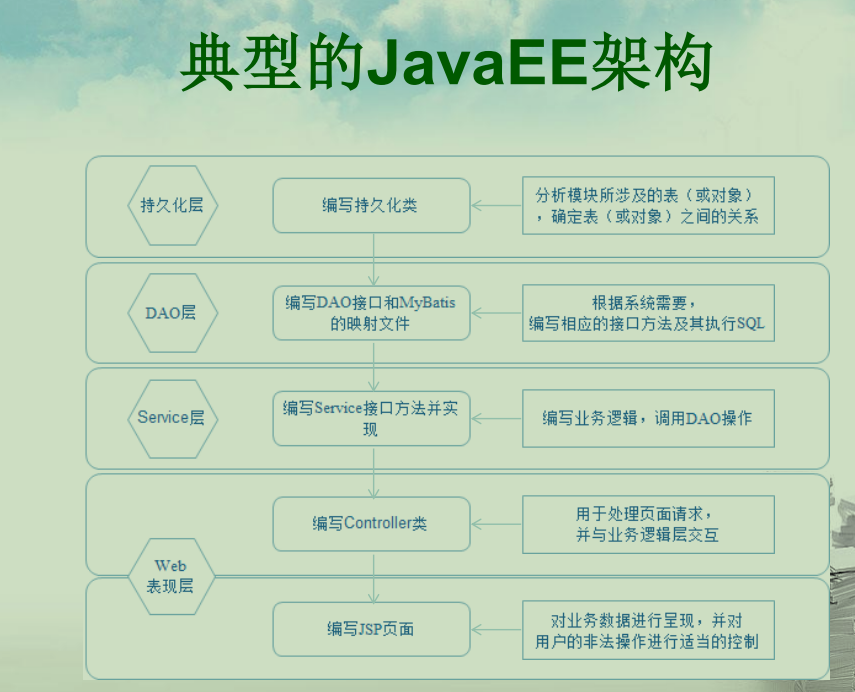 典型的JavaEE架构
持久化层
编写持久化类
分析模块所涉及的表（或对象）
，确定表（或对象）之间的关系
DAO层
编写DAO接口和MyBatis
的映射文件
根据系统需要，
编写相应的接口方法及其执行SQL
Service层
编写Service接口方法并实
现
编写业务逻辑，调用DAO操作
编写Controller类
用于处理页面请求，
并与业务逻辑层交互
Web
表现层
编写JSP页面
对业务数据进行呈现，并对
用户的非法操作进行适当的控制